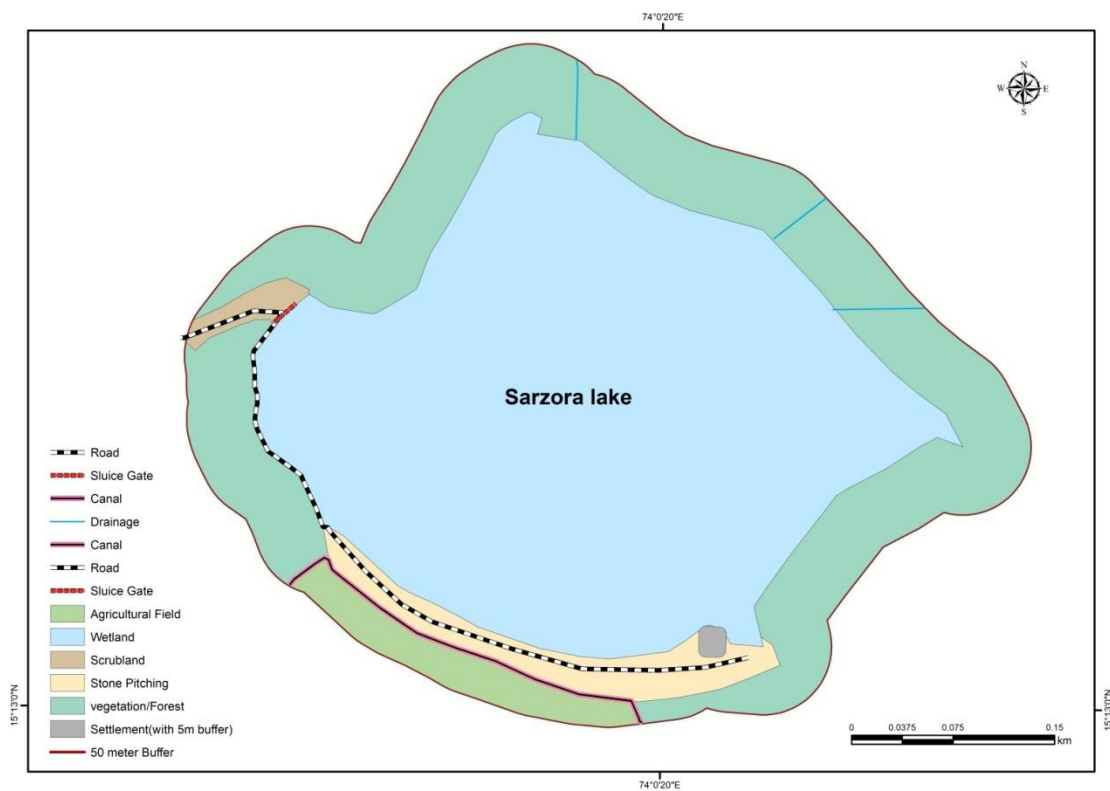 74°0'20"E
N
W E
S
Sarzora lake
Road
Sluice Gate
Canal
Drainage
Canal
Road
Sluice Gate
Agricultural Field
Wetland
Scrubland
Stone Pitching
vegetation/Forest
Settlement(with 5m buffer)
50 meter Buffer
15°13'0"N
15°13'0"N
0 0.0375 0.075 0.15
km
74°0'20"E